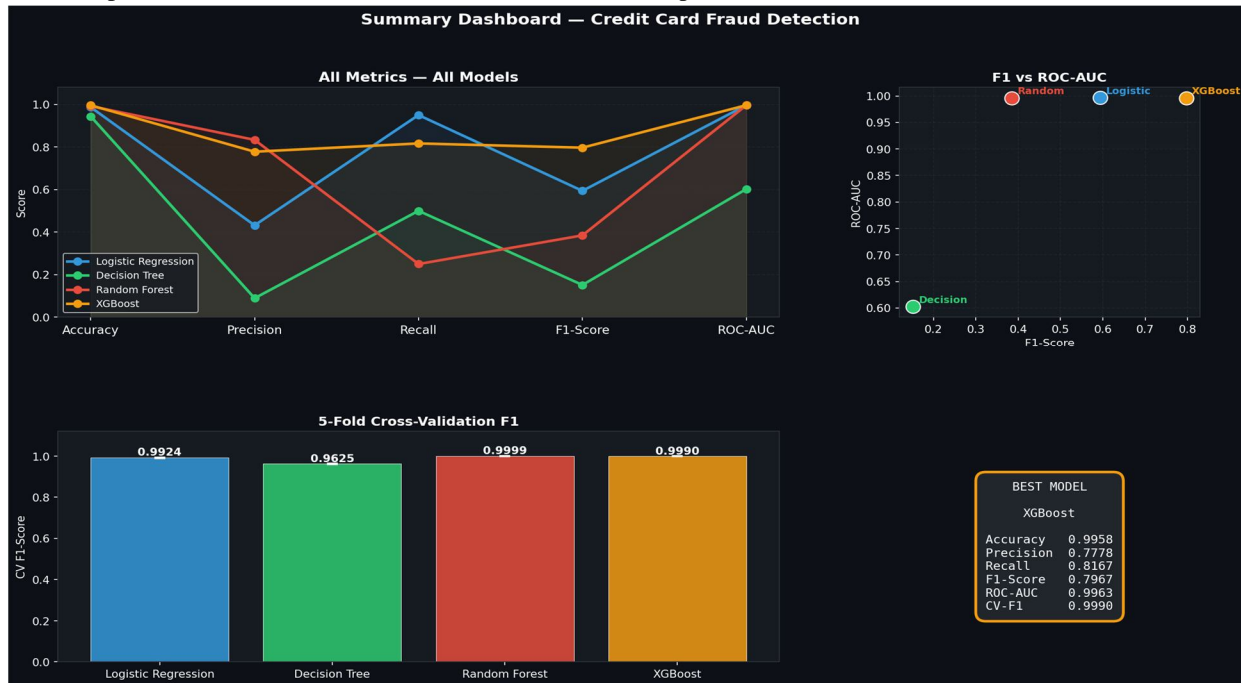 Summary Dashboard — Credit Card Fraud Detection
All Metrics — All Models
Score
1.0
0.8
0.6
0.4
0.2
0.0
Logistic Regression
Decision Tree
Random Forest
XGBoost
Accuracy
Precision
Recall
F1-Score
ROC-AUC
F1 vs ROC-AUC
ROC-AUC
1.00
0.95
0.90
0.85
0.80
0.75
0.70
0.65
0.60
Random
Logistic
XGBoost
Decision
0.2 0.3 0.4 0.5 0.6 0.7 0.8
F1-Score
5-Fold Cross-Validation F1
CV F1-Score
1.0
0.8
0.6
0.4
0.2
0.0
0.9924
0.9625
0.9999
0.9990
Logistic Regression
Decision Tree
Random Forest
XGBoost
BEST MODEL
XGBoost
Accuracy 0.9958
Precision 0.7778
Recall 0.8167
F1-Score 0.7967
ROC-AUC 0.9963
CV-F1 0.9990